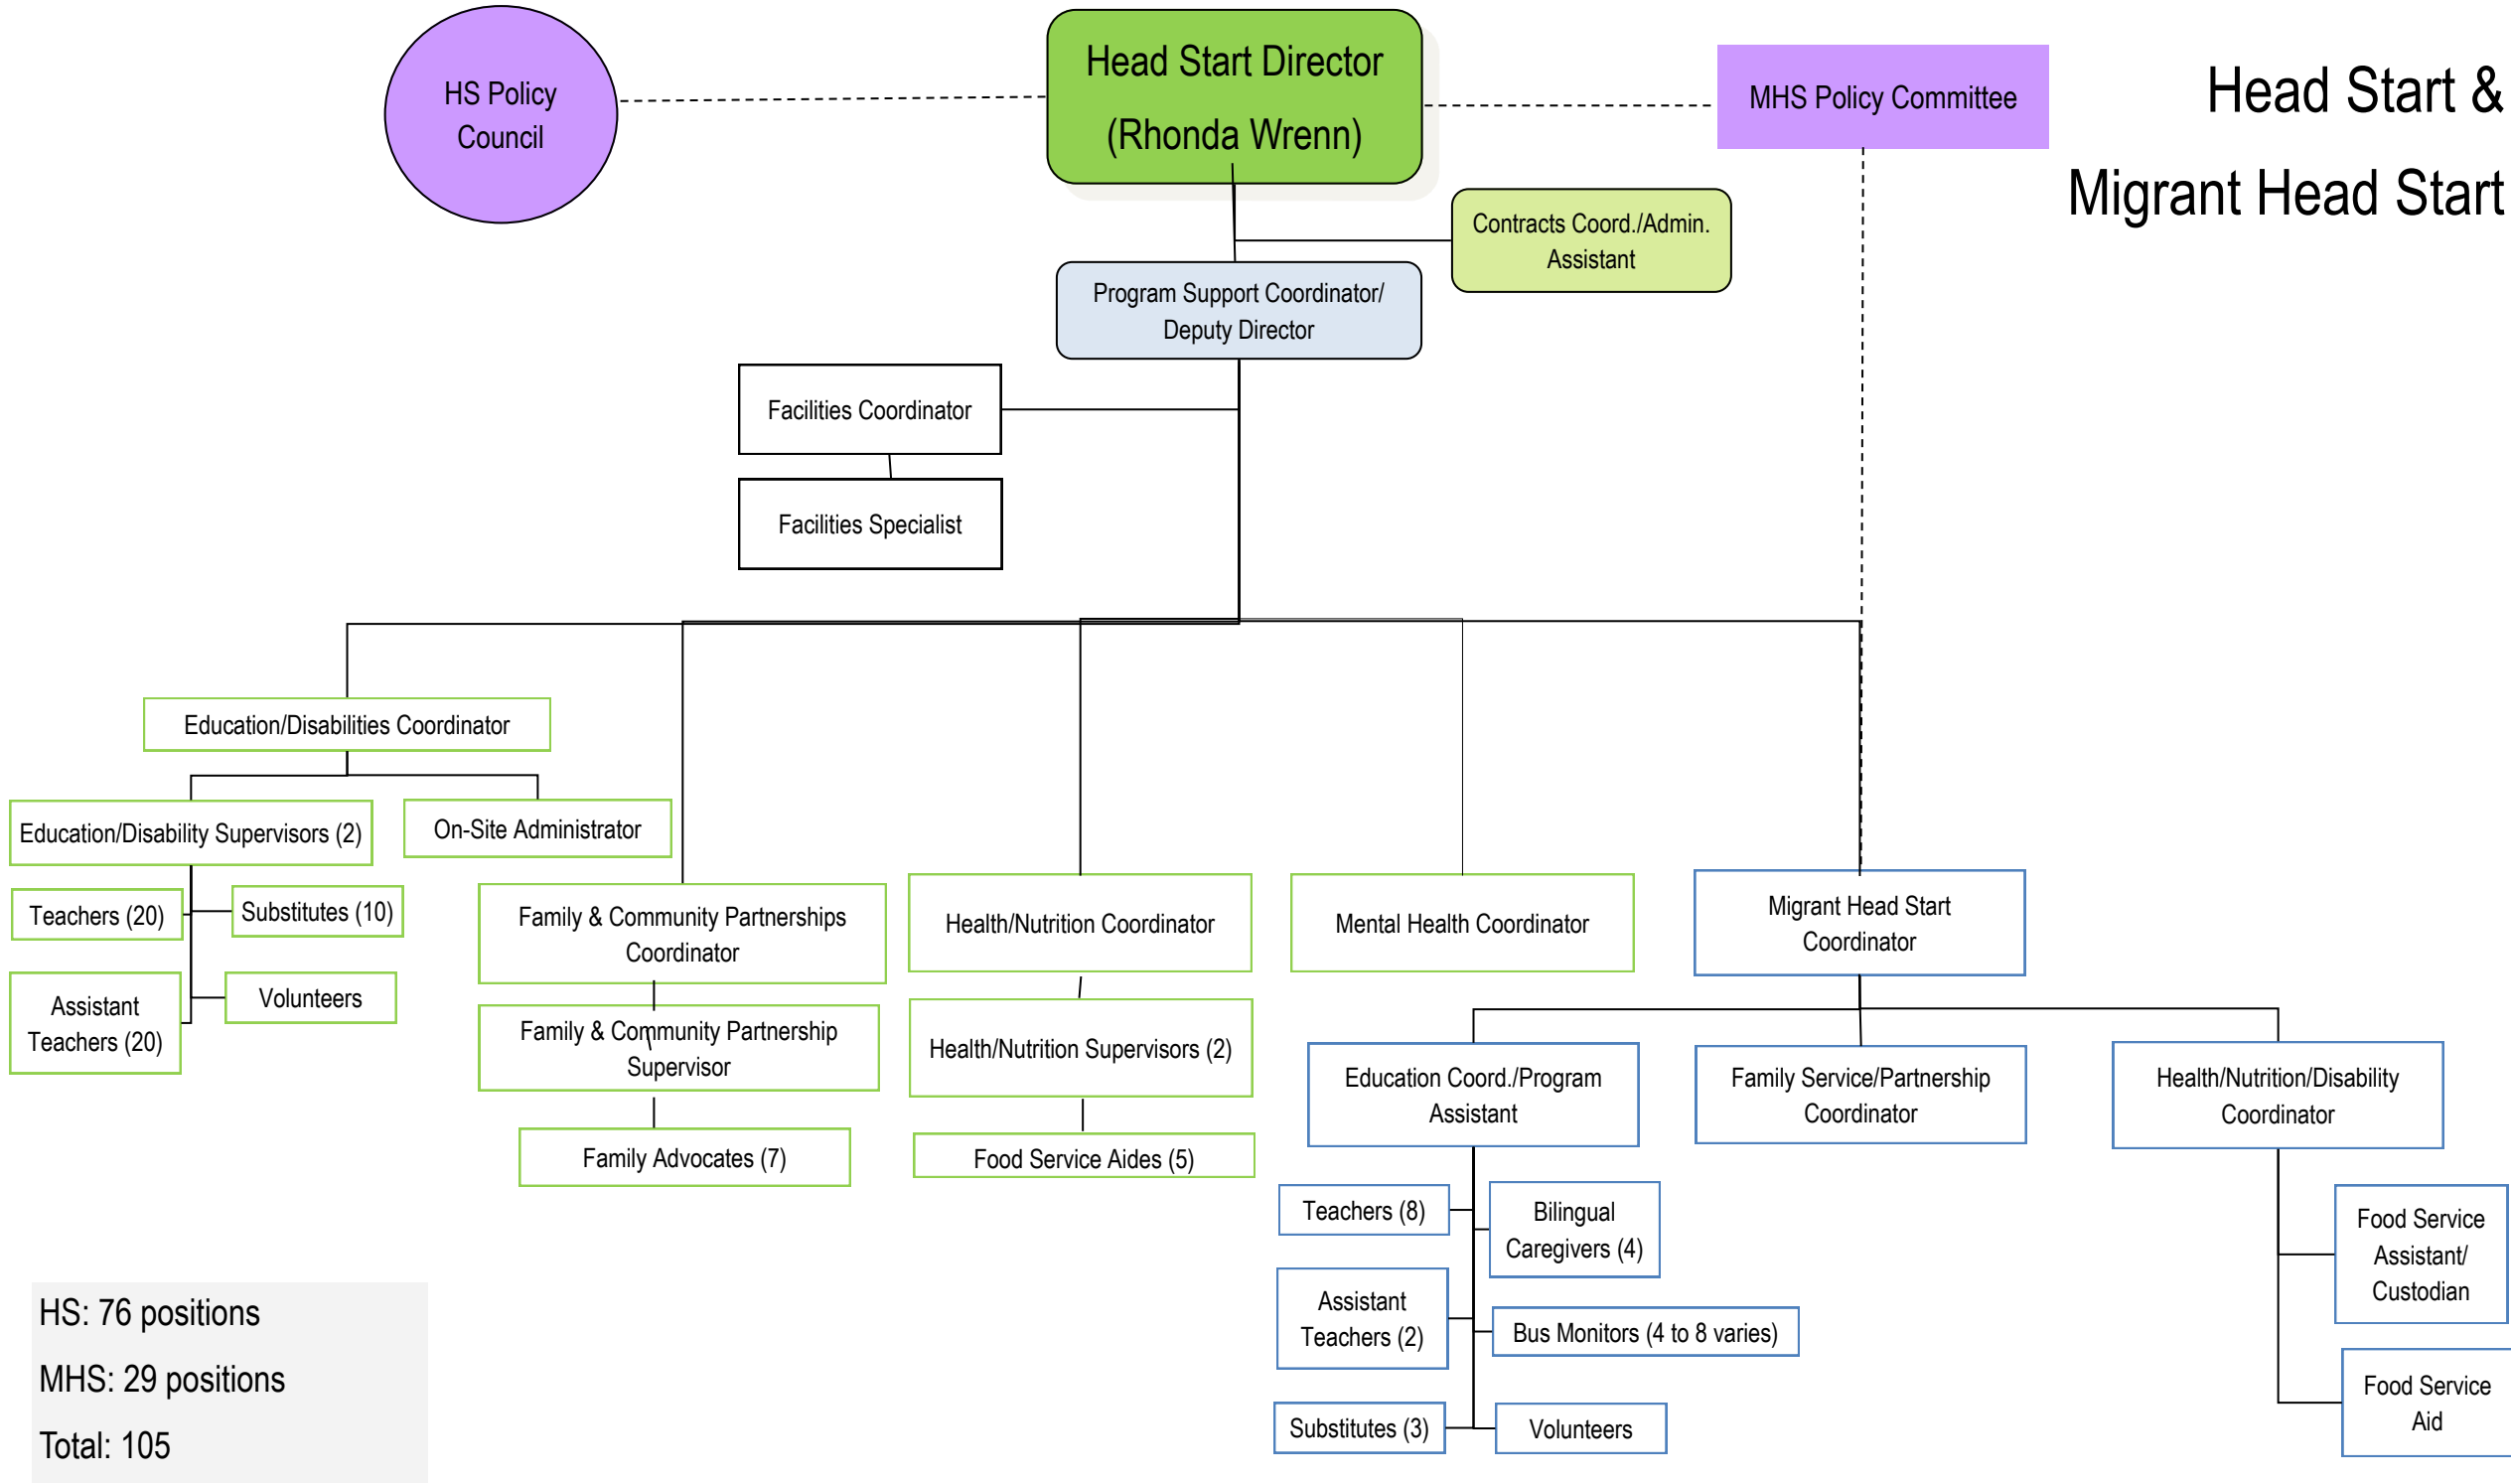 Head Start &
Migrant Head Start
HS Policy
Council
Head Start Director
(Rhonda Wrenn)
MHS Policy Committee
Contracts Coord./Admin.
Assistant
Program Support Coordinator/
Deputy Director
Facilities Coordinator
Facilities Specialist
Education/Disabilities Coordinator
Education/Disability Supervisors (2)
On-Site Administrator
Teachers (20)
Substitutes (10)
Assistant
Teachers (20)
Volunteers
Family & Community Partnerships
Coordinator
Family & Community Partnership
Supervisor
Family Advocates (7)
Health/Nutrition Coordinator
Health/Nutrition Supervisors (2)
Food Service Aides (5)
Mental Health Coordinator
Migrant Head Start
Coordinator
Education Coord./Program
Assistant
Family Service/Partnership
Coordinator
Health/Nutrition/Disability
Coordinator
Teachers (8)
Bilingual
Caregivers (4)
Assistant
Teachers (2)
Bus Monitors (4 to 8 varies)
Substitutes (3)
Volunteers
Food Service
Assistant/
Custodian
Food Service
Aid
HS: 76 positions
MHS: 29 positions
Total: 105